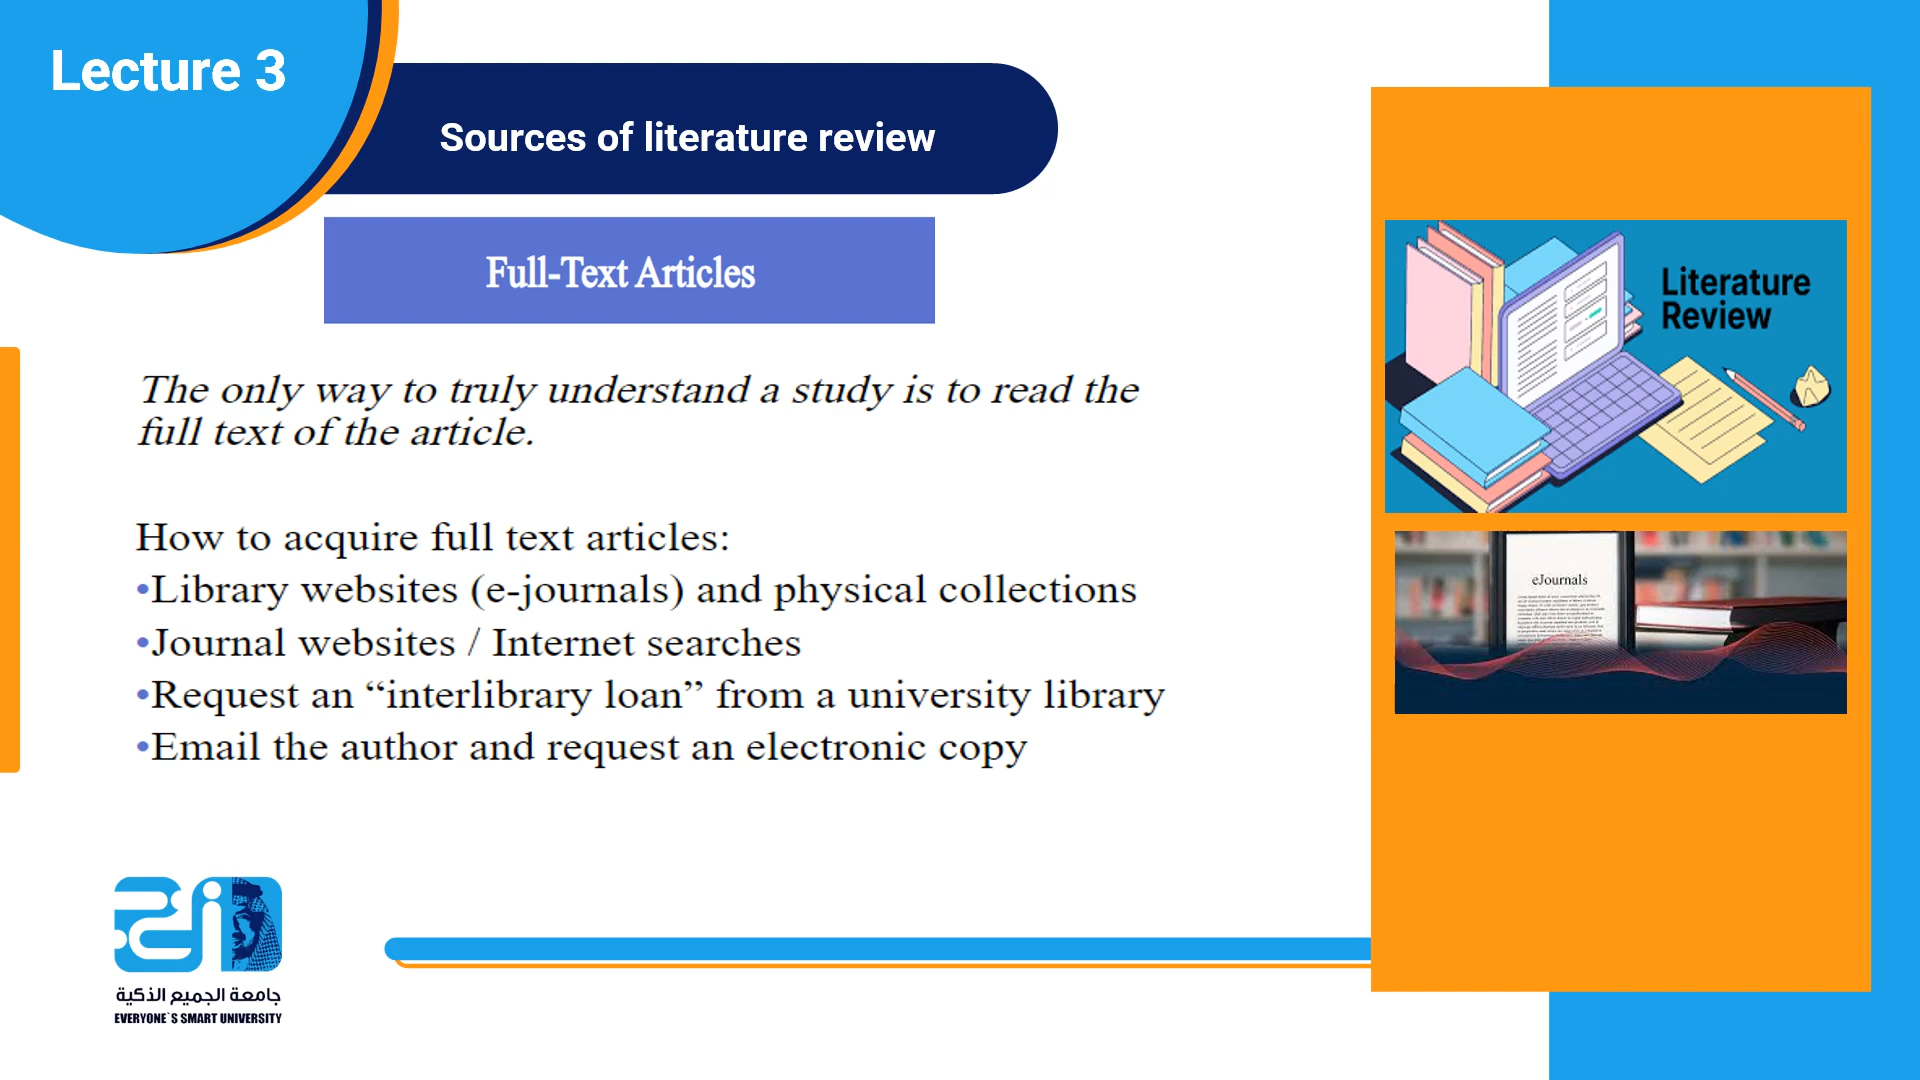 Lecture 3
Sources of literature review
Full-Text Articles
The only way to truly understand a study is to read the
full text of the article.
How to acquire full text articles:
•Library websites (e-journals) and physical collections
•Journal websites / Internet searches
•Request an “interlibrary loan” from a university library
•Email the author and request an electronic copy
Literature
Review
eJournals
جامعة الجميع الذكية
EVERYONE`S SMART UNIVERSITY